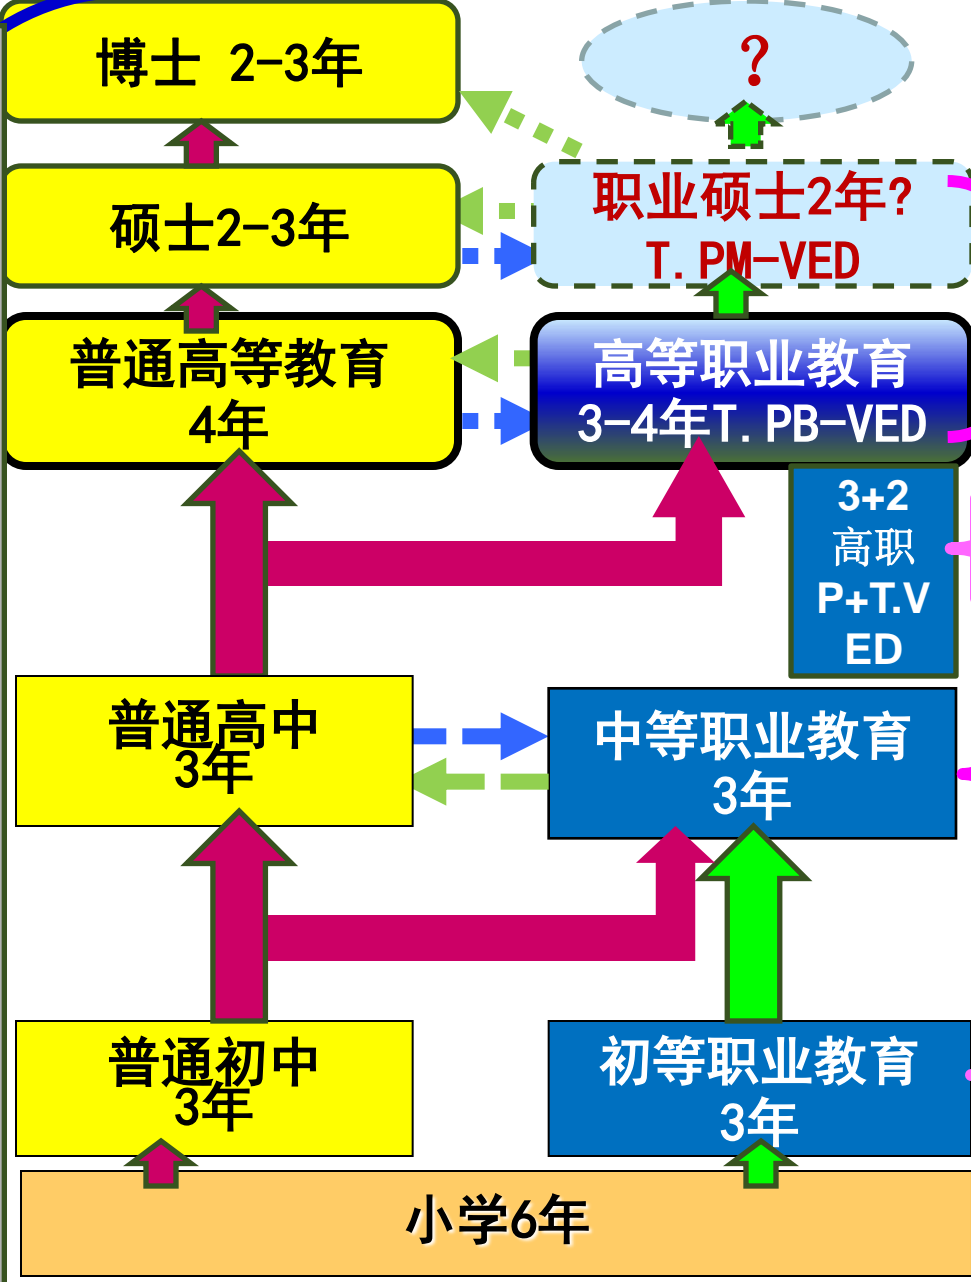 博士 2-3年
?
硕士2-3年
职业硕士2年?
T.PM-VED
普通高等教育
4年
高等职业教育
3-4年T.PB-VED
3+2
高职
P+T.V
ED
普通高中
3年
中等职业教育
3年
普通初中
3年
初等职业教育
3年
小学6年